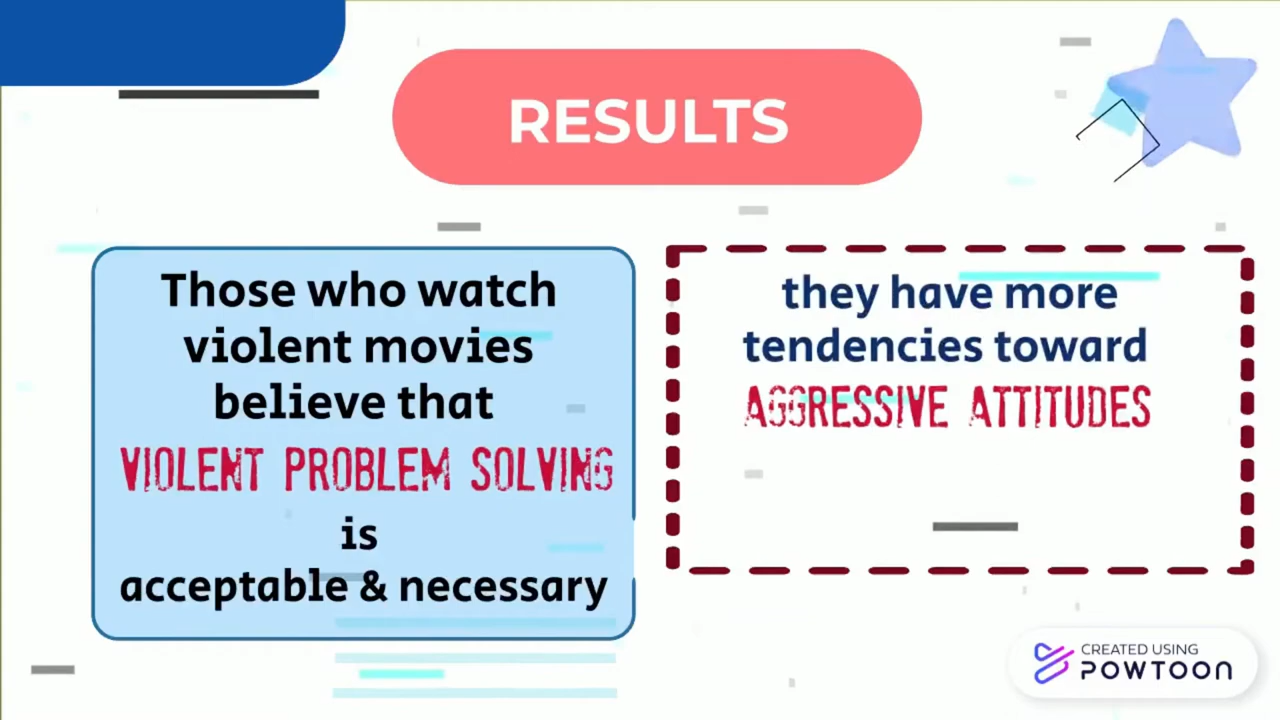 RESULTS
Those who watch
violent movies
believe that
VIOLENT PROBLEM SOLVING
is
acceptable & necessary
they have more
tendencies toward
AGGRESSIVE ATTITUDES
CREATED USING
POWTOON